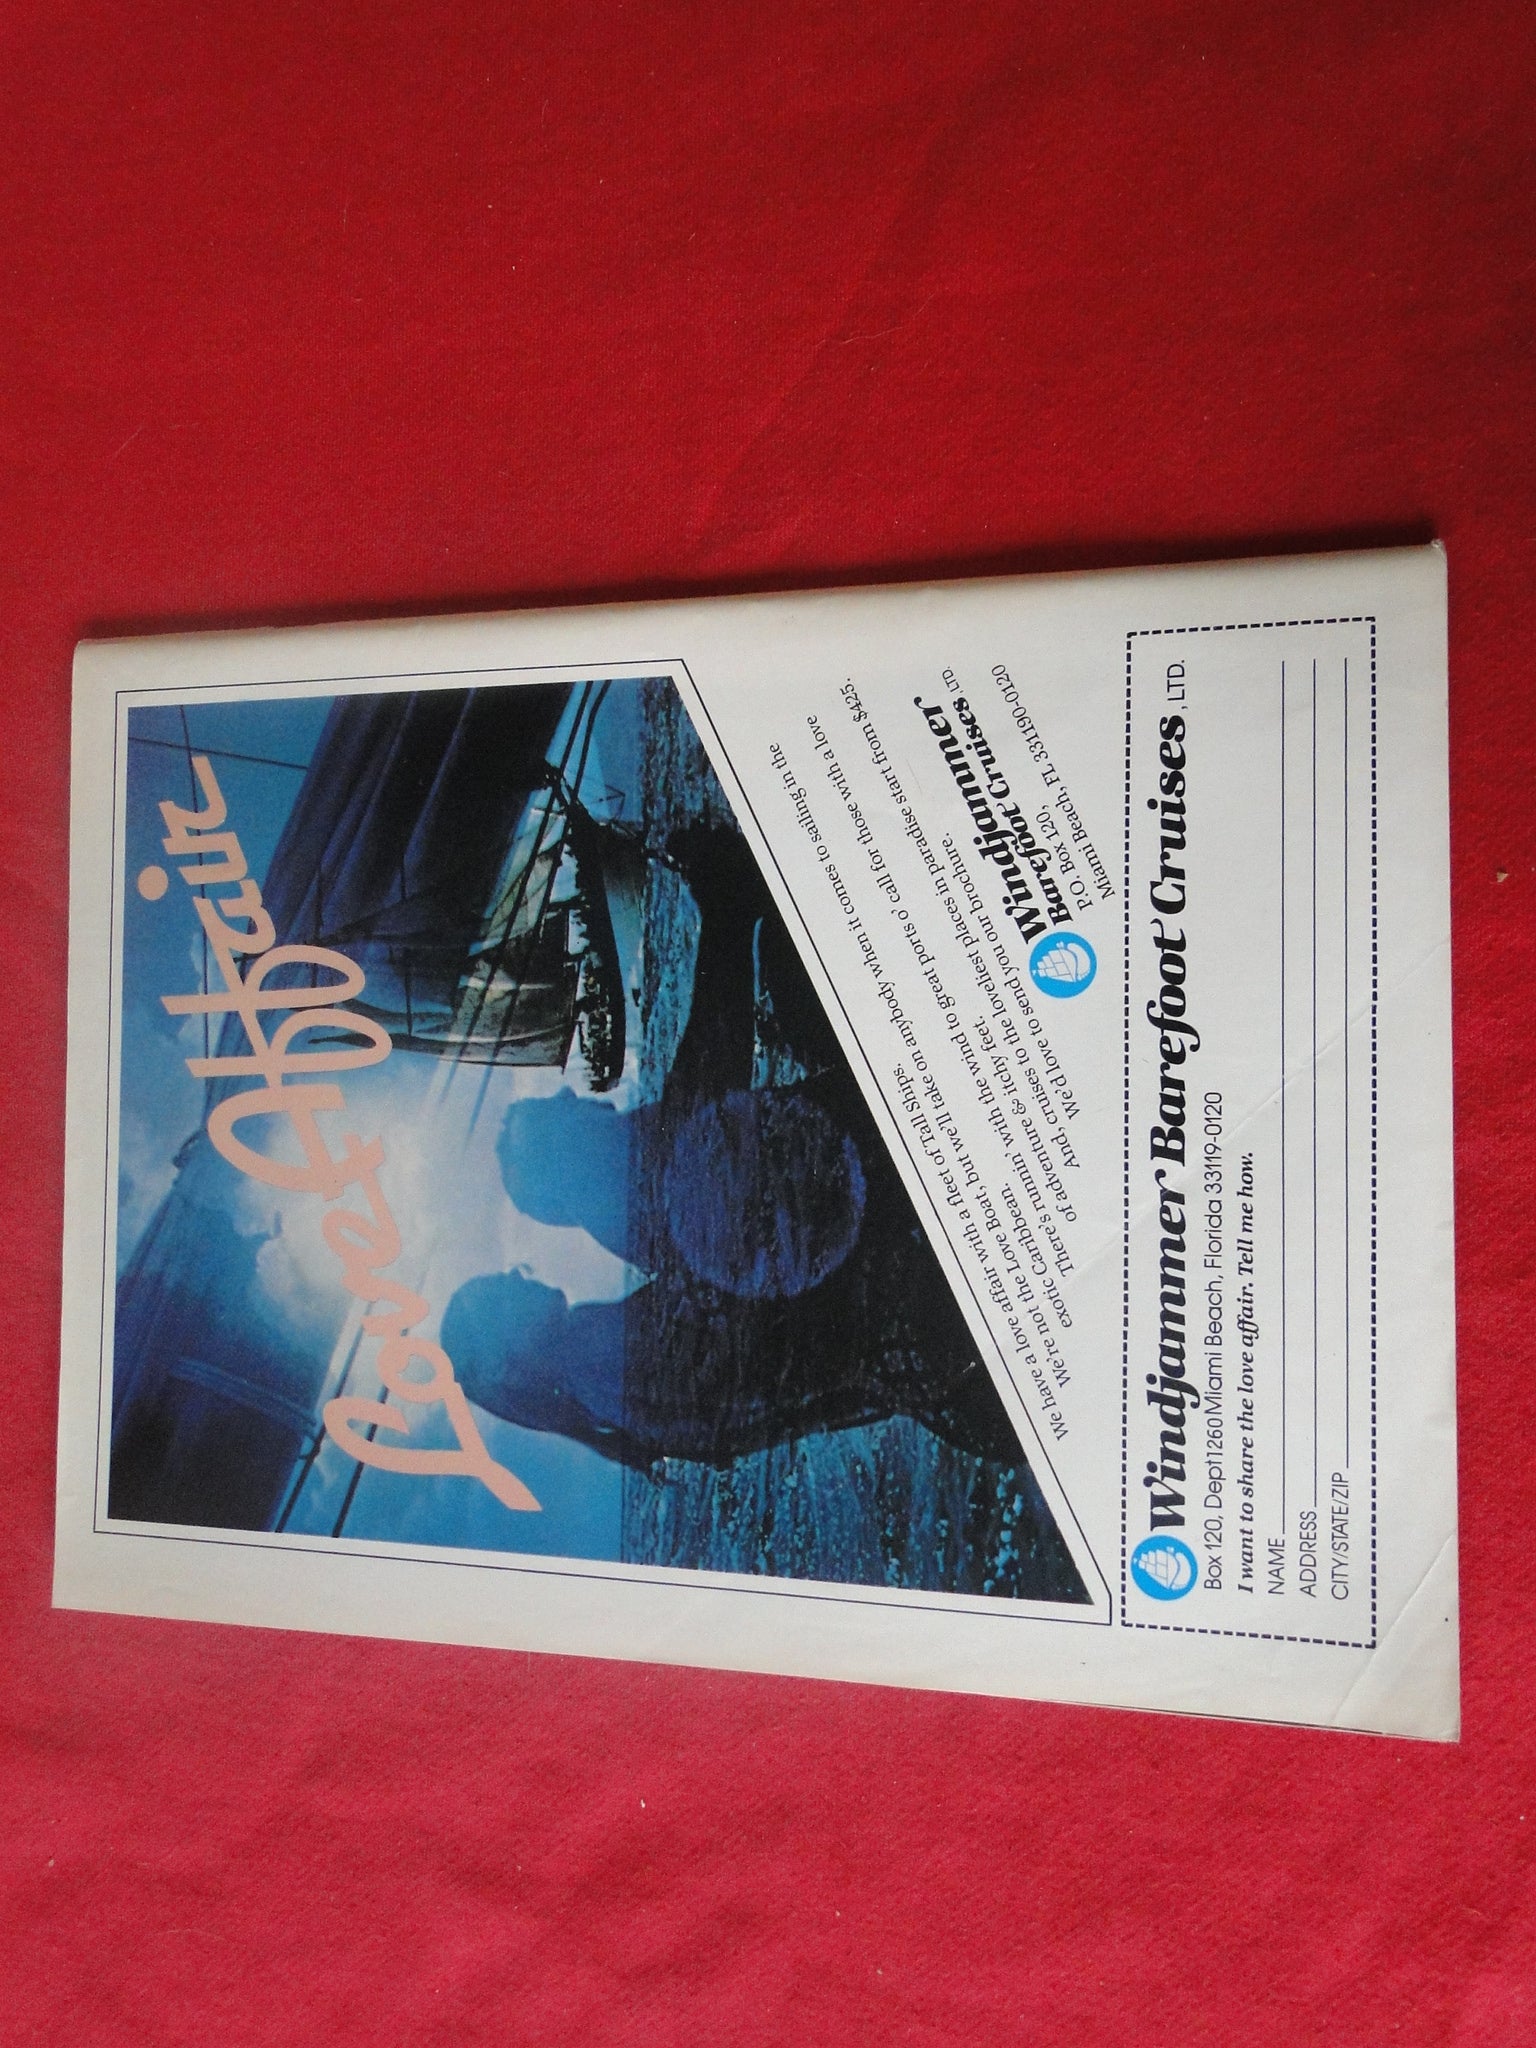 Love Affair
We have a love affair with a fleet of Tall Ships.
We're not the Love Boat, but we'll take on anybody when it comes to sailing in the
exotic Caribbean.
There's runnin' with the wind to great ports o' call for those with a love
of adventure & itchy feet.
And, cruises to the loveliest places in paradise start from $425.
We'd love to send you our brochure.
Windjammer
Barefoot Cruises, LTD.
P.O. Box 120,
Miami Beach, FL 331190-0120
Windjammer Barefoot Cruises, LTD.
Box 120, Dept 1260 Miami Beach, Florida 33119-0120
I want to share the love affair. Tell me how.
NAME
ADDRESS
CITY/STATE/ZIP